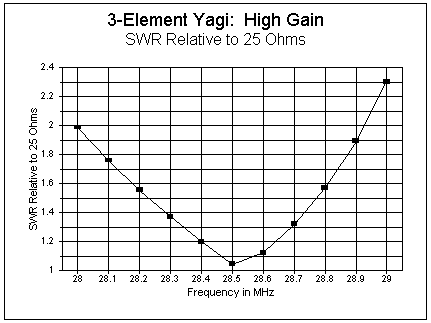 3-Element Yagi: High Gain
SWR Relative to 25 Ohms
SWR Relative to 25 Ohms
2.4
2.2
2
1.8
1.6
1.4
1.2
1
28 28.1 28.2 28.3 28.4 28.5 28.6 28.7 28.8 28.9 29
Frequency in MHz